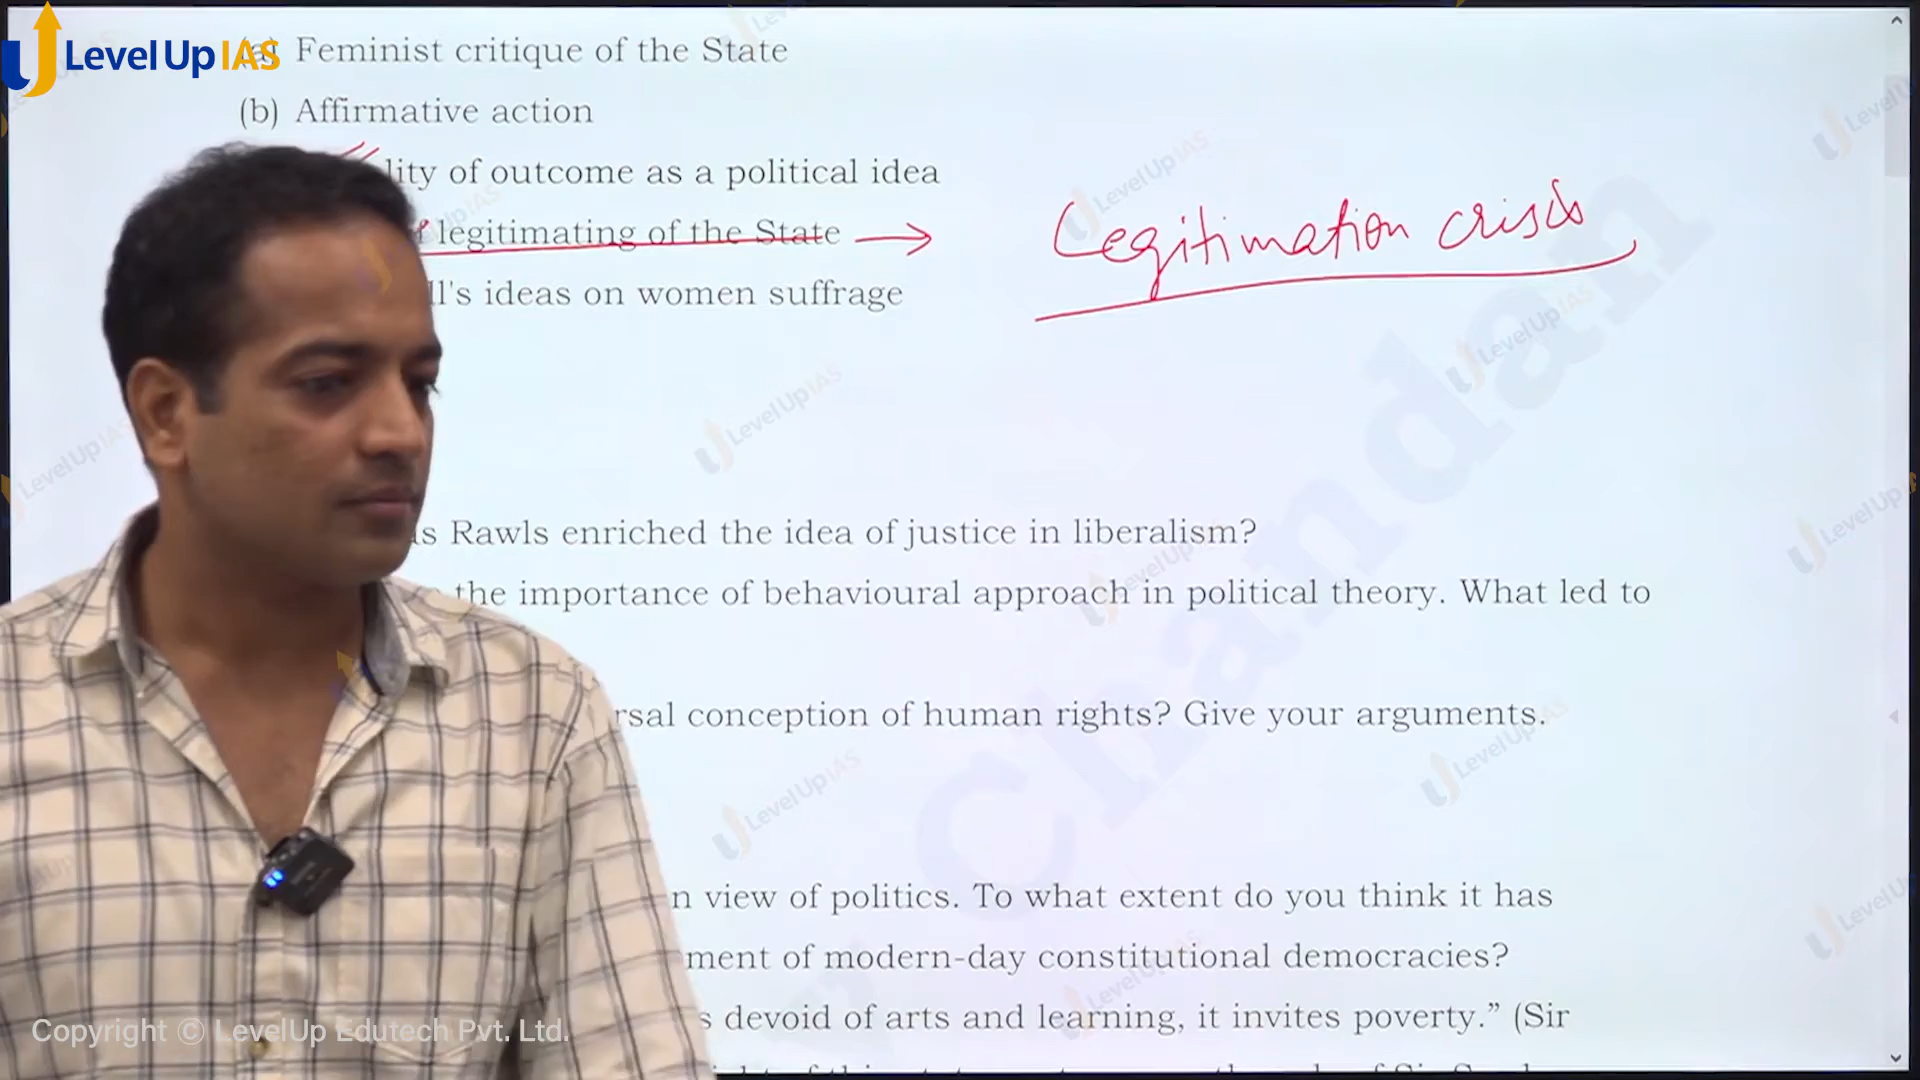 LevelUp IAS
(a) Feminist critique of the State
(b) Affirmative action
lity of outcome as a political idea
legitimating of the State → Legitimation crisis
ll's ideas on women suffrage
s Rawls enriched the idea of justice in liberalism?
the importance of behavioural approach in political theory. What led to
rsal conception of human rights? Give your arguments.
n view of politics. To what extent do you think it has
ment of modern-day constitutional democracies?
s devoid of arts and learning, it invites poverty.” (Sir
Chandan
Copyright © LevelUp Edutech Pvt. Ltd.